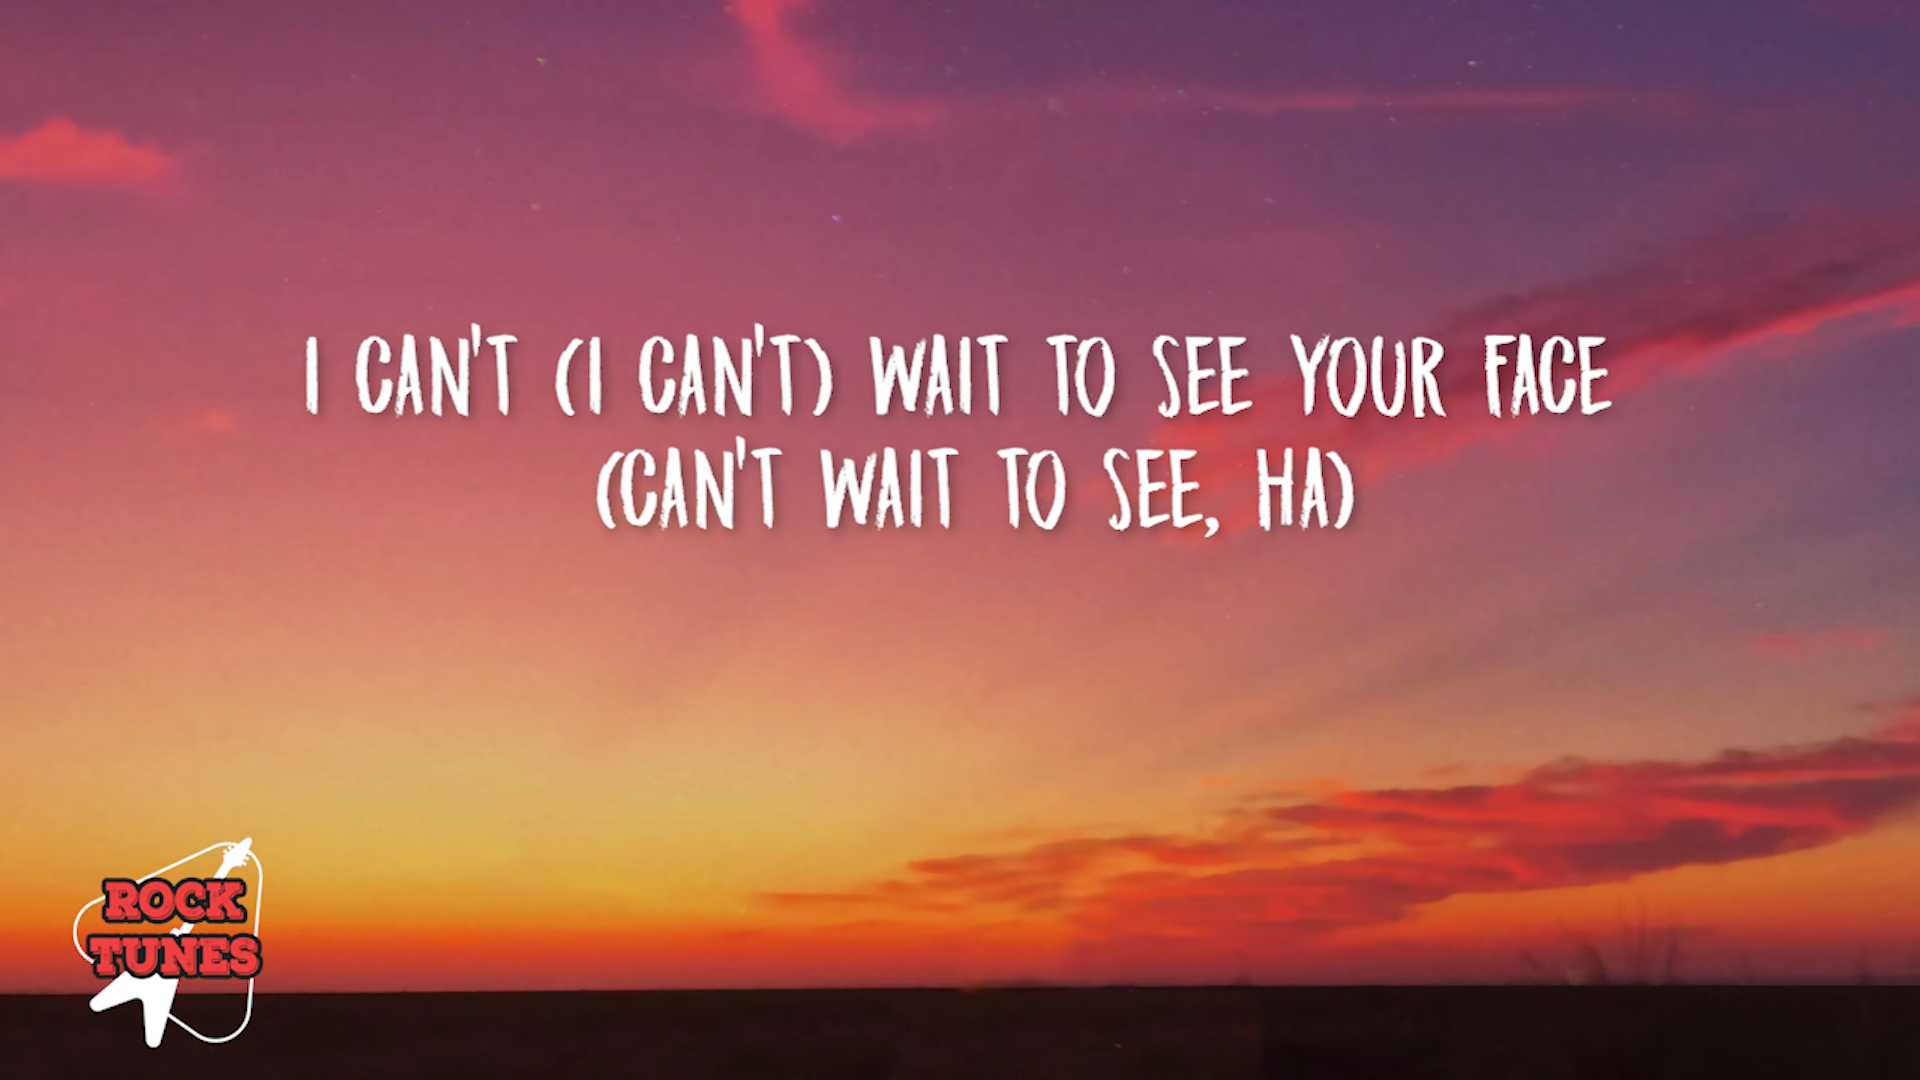 I CAN'T (I CAN'T) WAIT TO SEE YOUR FACE
(CAN'T WAIT TO SEE, HA)
ROCK
TUNES